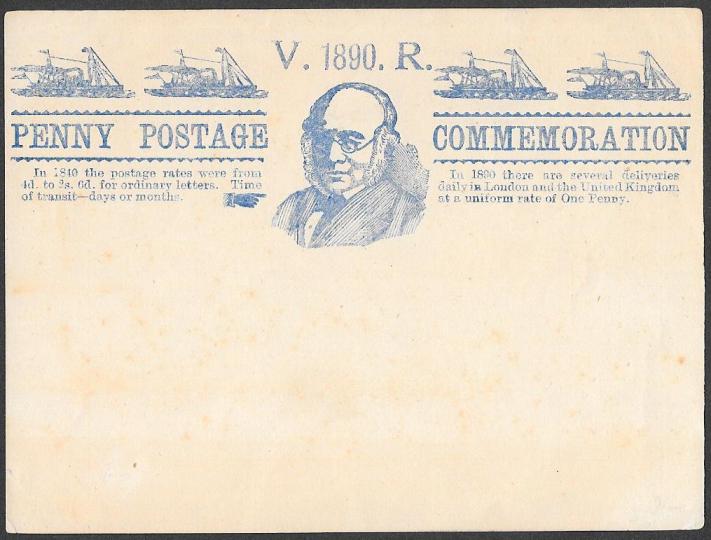 V. 1890. R.
PENNY POSTAGE
COMMEMORATION
In 1840 the postage rates were from
4d. to 2s. 6d. for ordinary letters. Time
of transit—days or months.
In 1890 there are several deliveries
daily in London and the United Kingdom
at a uniform rate of One Penny.